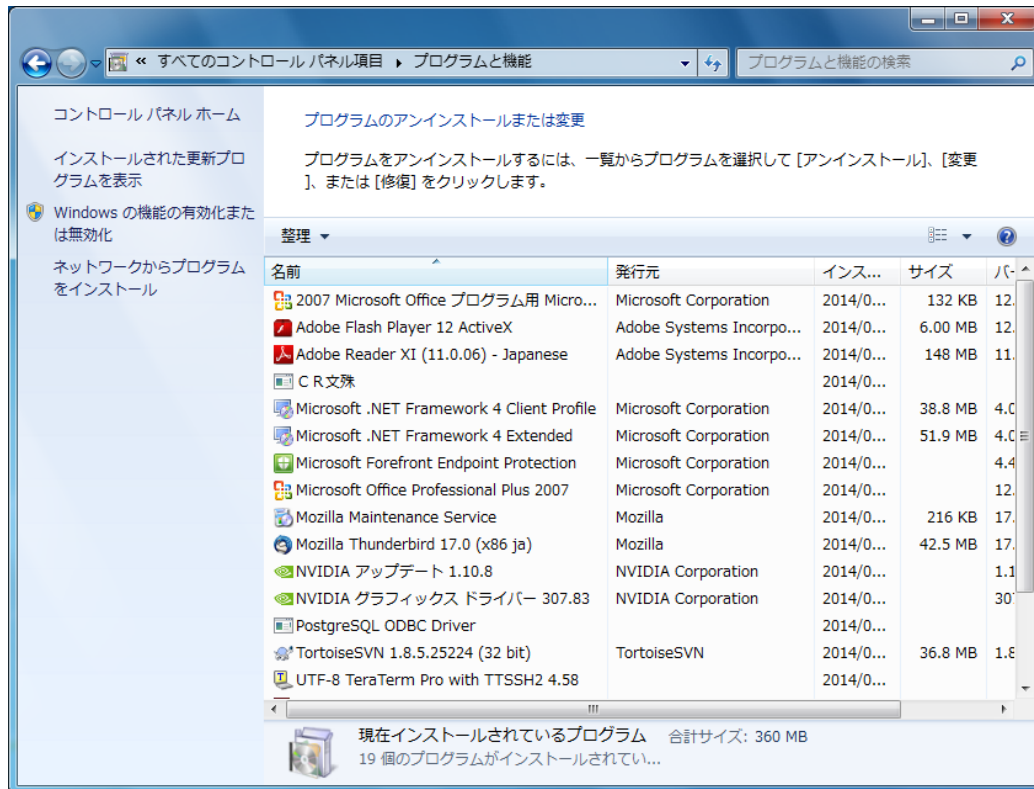 « すべてのコントロール パネル項目 ▸ プログラムと機能
プログラムと機能の検索
コントロール パネル ホーム
インストールされた更新プロ
グラムを表示
Windows の機能の有効化また
は無効化
ネットワークからプログラム
をインストール
プログラムのアンインストールまたは変更
プログラムをアンインストールするには、一覧からプログラムを選択して [アンインストール]、[変更
]、または [修復] をクリックします。
整理
名前 発行元 インス... サイズ バ-
2007 Microsoft Office プログラム用 Micro... Microsoft Corporation 2014/0... 132 KB 12.
Adobe Flash Player 12 ActiveX Adobe Systems Incorpo... 2014/0... 6.00 MB 12.
Adobe Reader XI (11.0.06) - Japanese Adobe Systems Incorpo... 2014/0... 148 MB 11.
ＣＲ文殊 2014/0...
Microsoft .NET Framework 4 Client Profile Microsoft Corporation 2014/0... 38.8 MB 4.0
Microsoft .NET Framework 4 Extended Microsoft Corporation 2014/0... 51.9 MB 4.0
Microsoft Forefront Endpoint Protection Microsoft Corporation 2014/0... 4.4
Microsoft Office Professional Plus 2007 Microsoft Corporation 2014/0... 12.
Mozilla Maintenance Service Mozilla 2014/0... 216 KB 17.
Mozilla Thunderbird 17.0 (x86 ja) Mozilla 2014/0... 42.5 MB 17.
NVIDIA アップデート 1.10.8 NVIDIA Corporation 2014/0... 1.1
NVIDIA グラフィックス ドライバー 307.83 NVIDIA Corporation 2014/0... 307
PostgreSQL ODBC Driver 2014/0...
TortoiseSVN 1.8.5.25224 (32 bit) TortoiseSVN 2014/0... 36.8 MB 1.8
UTF-8 TeraTerm Pro with TTSSH2 4.58 2014/0...
現在インストールされているプログラム 合計サイズ: 360 MB
19 個のプログラムがインストールされてい...